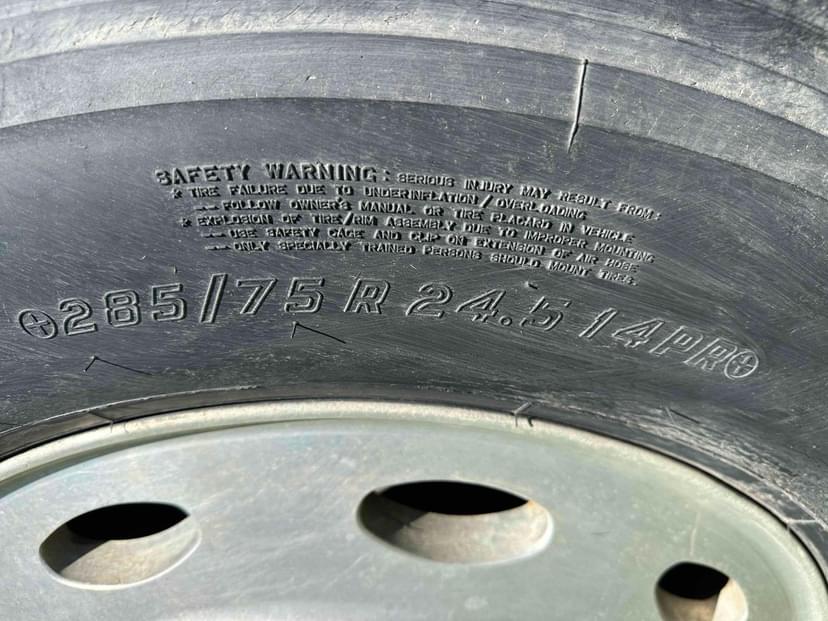 SAFETY WARNING: SERIOUS INJURY MAY RESULT FROM:
* TIRE FAILURE DUE TO UNDERINFLATION/OVERLOADING
— FOLLOW OWNER'S MANUAL OR TIRE PLACARD IN VEHICLE
* EXPLOSION OF TIRE/RIM ASSEMBLY DUE TO IMPROPER MOUNTING
— USE SAFETY CAGE AND CLIP ON EXTENSION OF AIR HOSE
— ONLY SPECIALLY TRAINED PERSONS SHOULD MOUNT TIRES.
285/75 R 24.5 14PR